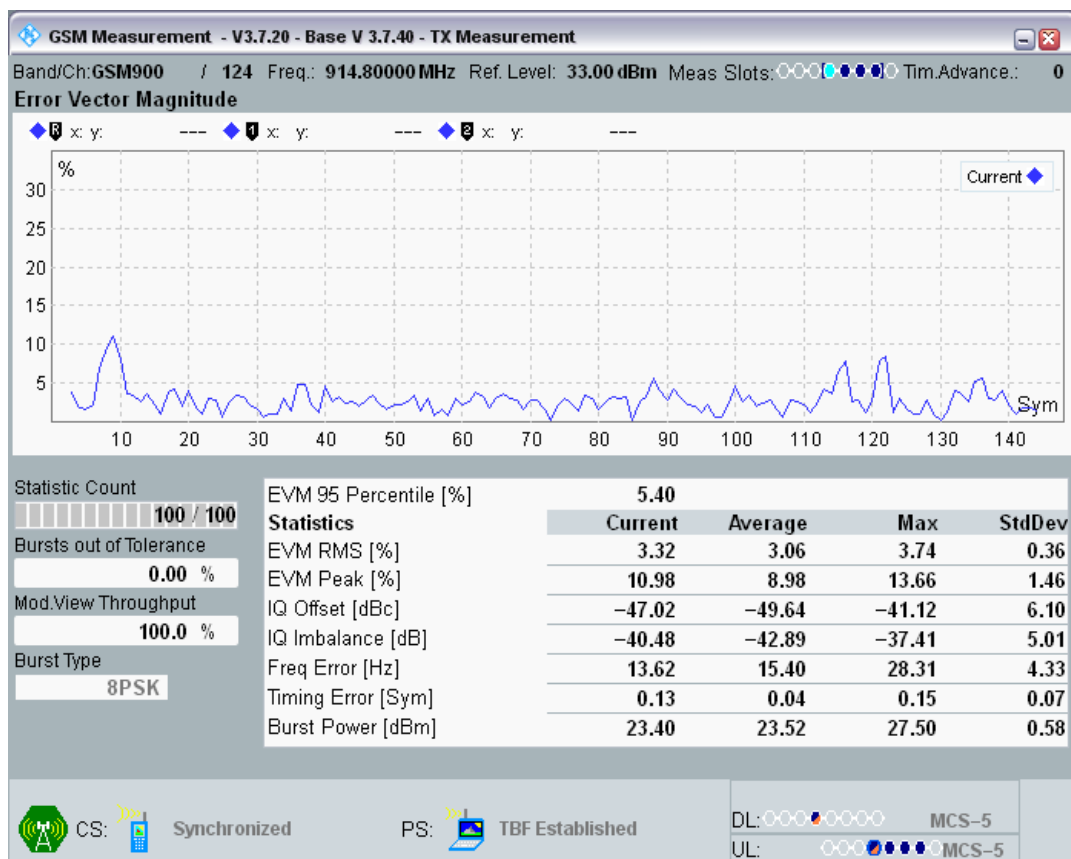 GSM Measurement - V3.7.20 - Base V 3.7.40 - TX Measurement
Band/Ch:GSM900 / 124 Freq.: 914.80000 MHz Ref. Level: 33.00 dBm Meas Slots: Tim.Advance.: 0
Error Vector Magnitude
R x: y: --- 1 x: y: --- 2 x: y: ---
%
Current
30
25
20
15
10
5
Sym
10 20 30 40 50 60 70 80 90 100 110 120 130 140
Statistic Count
100 / 100
Bursts out of Tolerance
0.00 %
Mod.View Throughput
100.0 %
Burst Type
8PSK
EVM 95 Percentile [%] 5.40
Statistics Current Average Max StdDev
EVM RMS [%] 3.32 3.06 3.74 0.36
EVM Peak [%] 10.98 8.98 13.66 1.46
IQ Offset [dBc] −47.02 −49.64 −41.12 6.10
IQ Imbalance [dB] −40.48 −42.89 −37.41 5.01
Freq Error [Hz] 13.62 15.40 28.31 4.33
Timing Error [Sym] 0.13 0.04 0.15 0.07
Burst Power [dBm] 23.40 23.52 27.50 0.58
CS: Synchronized PS: TBF Established
DL: MCS−5
UL: MCS−5